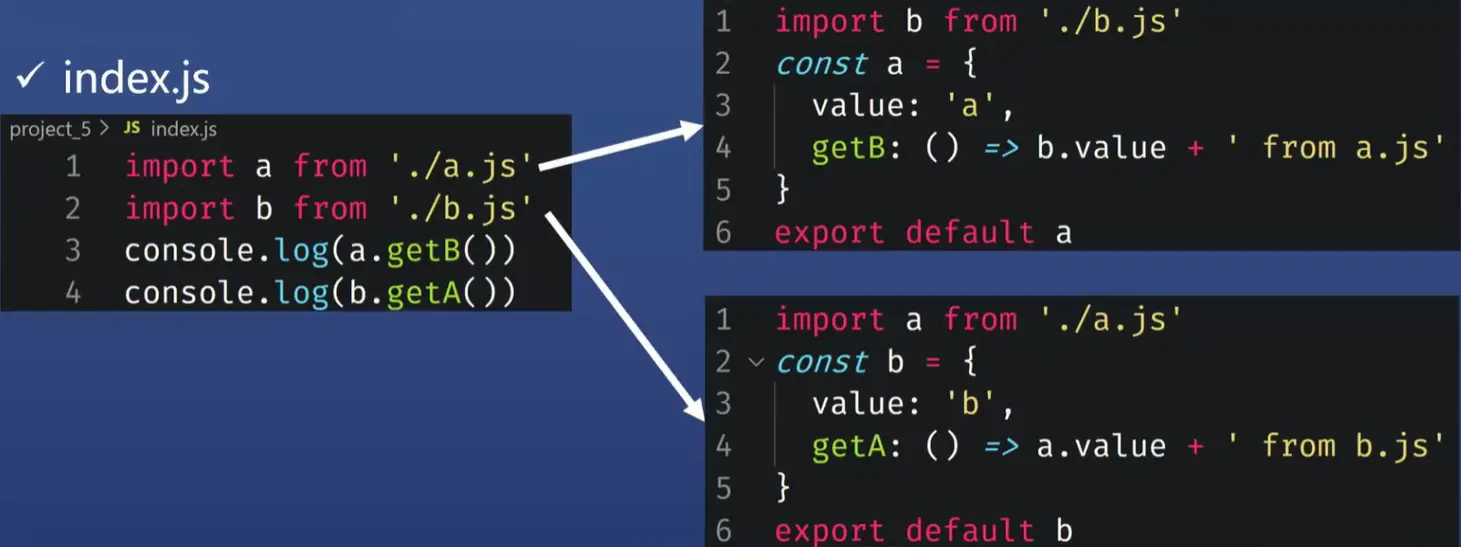 ✓ index.js
project_5 > JS index.js
1 import a from './a.js'
2 import b from './b.js'
3 console.log(a.getB())
4 console.log(b.getA())
1 import b from './b.js'
2 const a = {
3 value: 'a',
4 getB: () => b.value + ' from a.js'
5 }
6 export default a
1 import a from './a.js'
2 const b = {
3 value: 'b',
4 getA: () => a.value + ' from b.js'
5 }
6 export default b